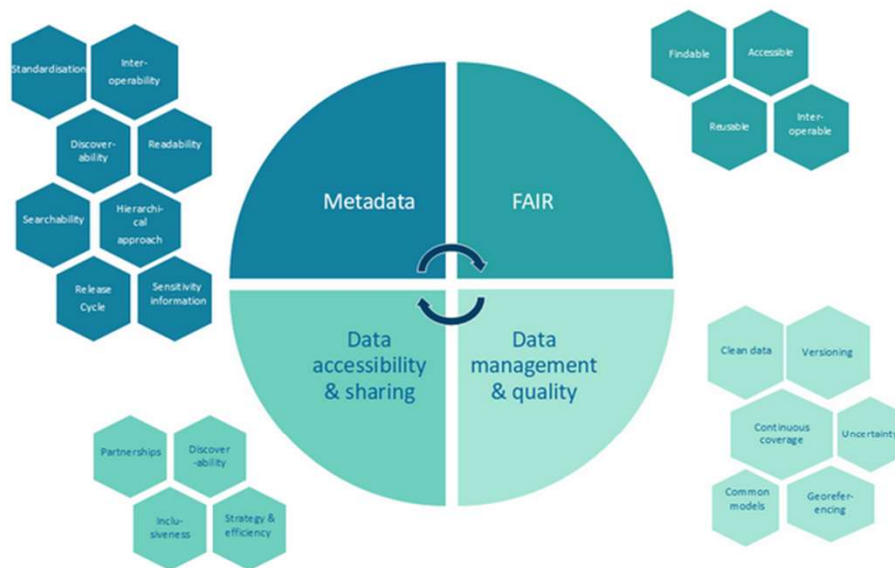 Standardisation
Inter-
operability
Discover-
ability
Readability
Searchability
Hierarchi-
cal
approach
Release
Cycle
Sensitivity
information
Findable
Accessible
Reusable
Inter-
operable
Metadata
FAIR
Data
accessibility
& sharing
Data
management
& quality
Partnerships
Discover
-ability
Inclu-
siveness
Strategy &
efficiency
Clean data
Versioning
Continuous
coverage
Uncertainty
Common
models
Georefer-
encing